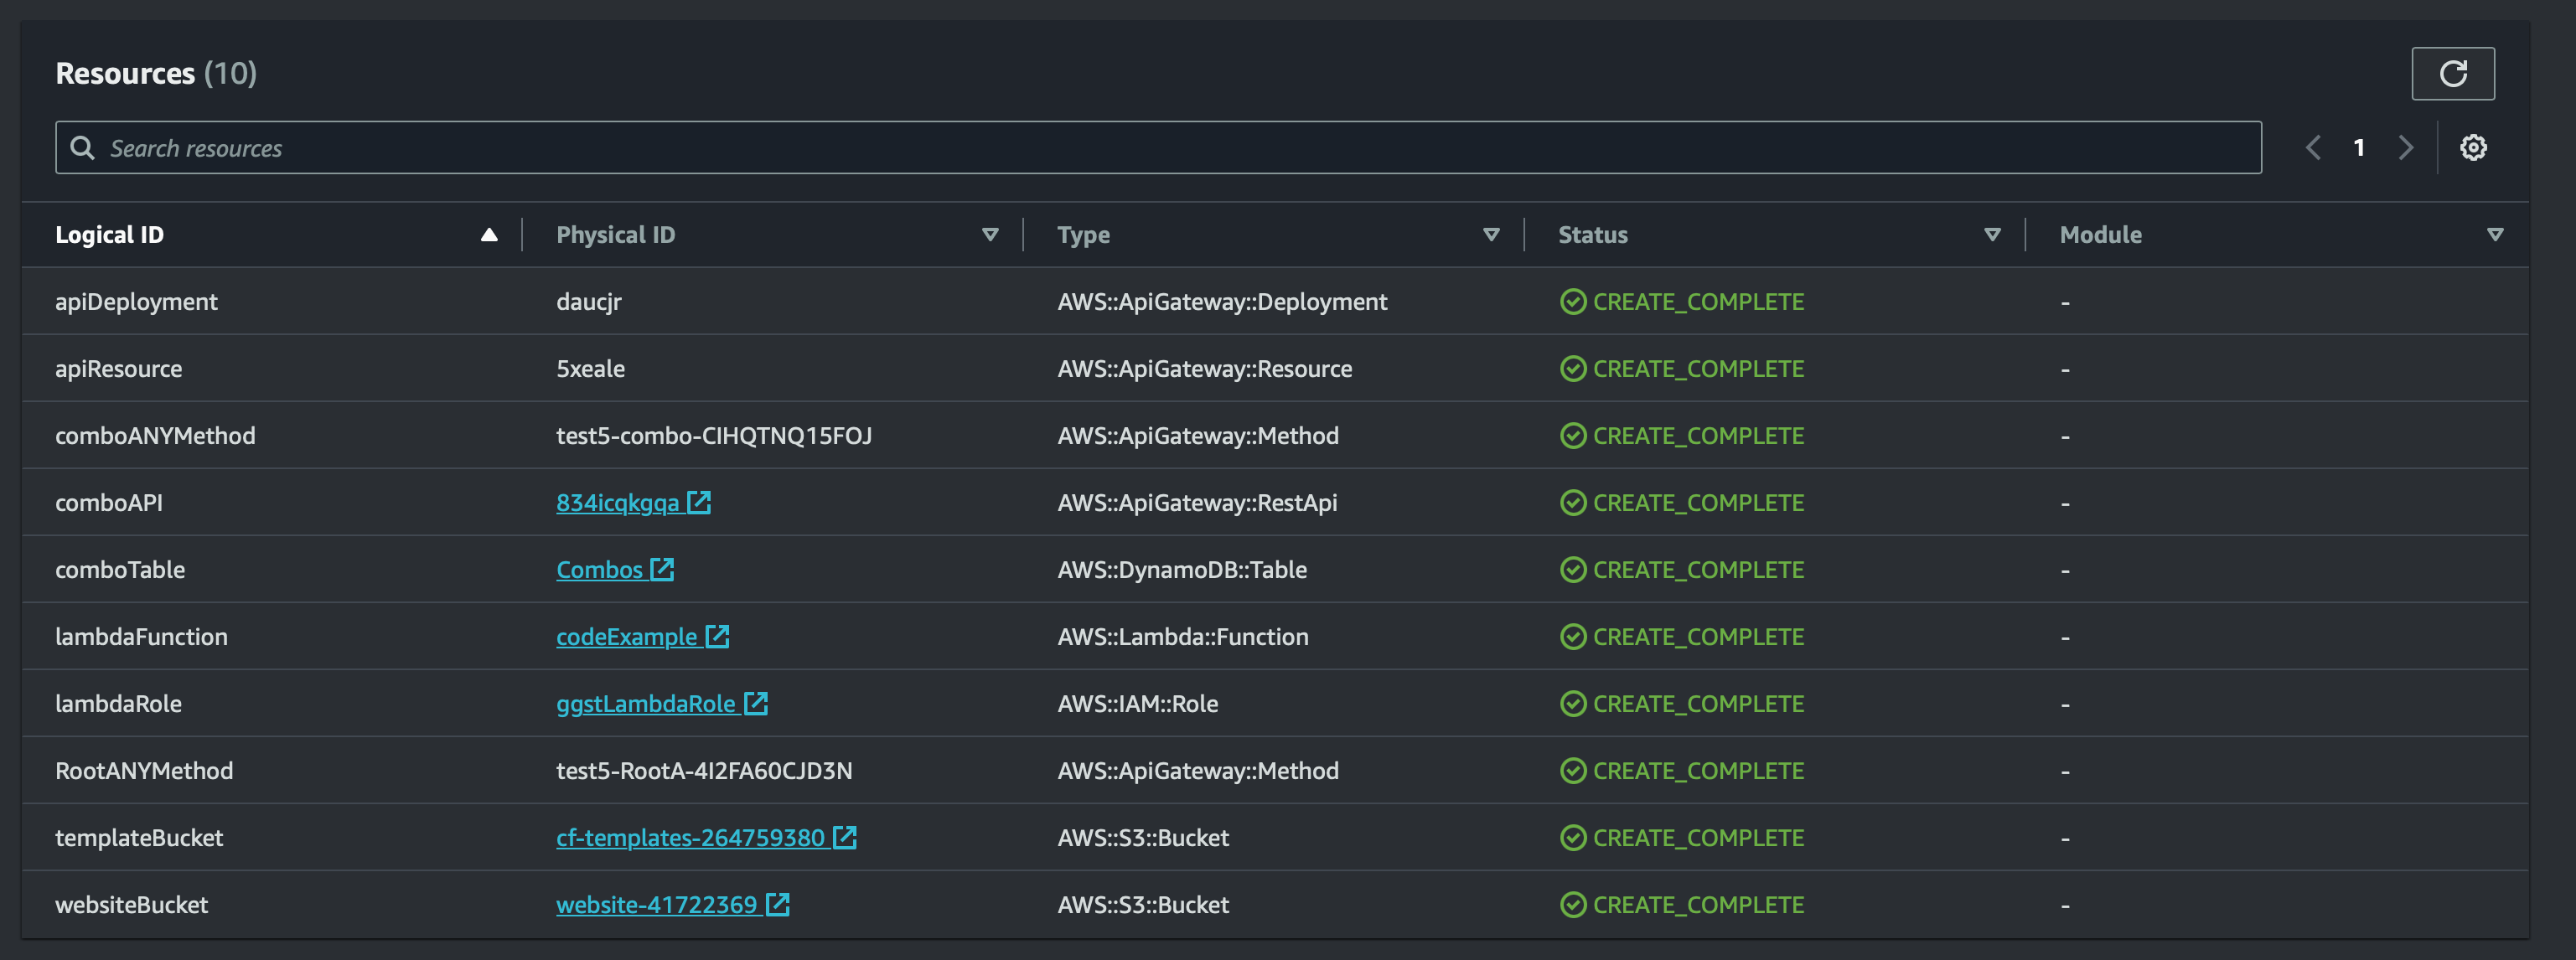 Resources (10)
Search resources
1
Logical ID Physical ID Type Status Module
apiDeployment daucjr AWS::ApiGateway::Deployment CREATE_COMPLETE -
apiResource 5xeale AWS::ApiGateway::Resource CREATE_COMPLETE -
comboANYMethod test5-combo-CIHQTNQ15FOJ AWS::ApiGateway::Method CREATE_COMPLETE -
comboAPI 834icqkgqa AWS::ApiGateway::RestApi CREATE_COMPLETE -
comboTable Combos AWS::DynamoDB::Table CREATE_COMPLETE -
lambdaFunction codeExample AWS::Lambda::Function CREATE_COMPLETE -
lambdaRole ggstLambdaRole AWS::IAM::Role CREATE_COMPLETE -
RootANYMethod test5-RootA-4I2FA60CJD3N AWS::ApiGateway::Method CREATE_COMPLETE -
templateBucket cf-templates-264759380 AWS::S3::Bucket CREATE_COMPLETE -
websiteBucket website-41722369 AWS::S3::Bucket CREATE_COMPLETE -